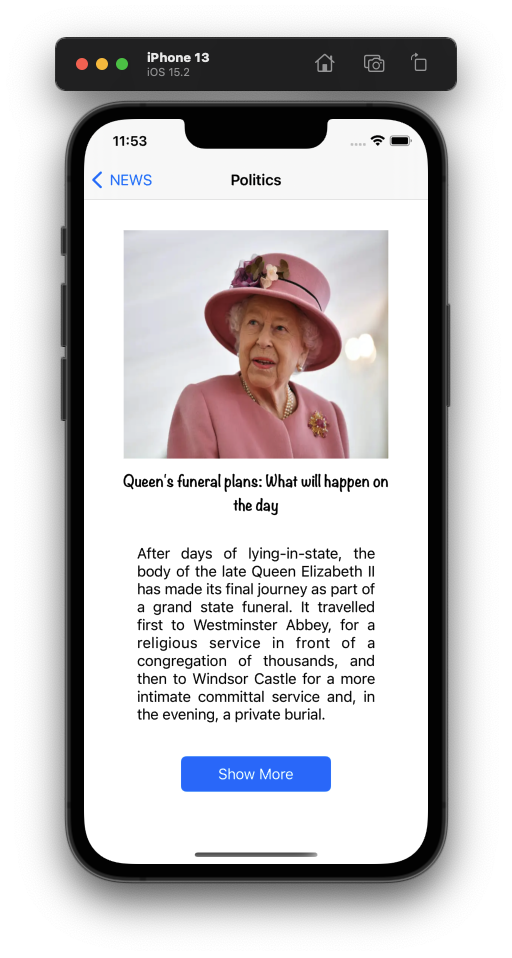 iPhone 13
iOS 15.2
11:53
NEWS
Politics
Queen's funeral plans: What will happen on
the day
After days of lying-in-state, the
body of the late Queen Elizabeth II
has made its final journey as part of
a grand state funeral. It travelled
first to Westminster Abbey, for a
religious service in front of a
congregation of thousands, and
then to Windsor Castle for a more
intimate committal service and, in
the evening, a private burial.
Show More